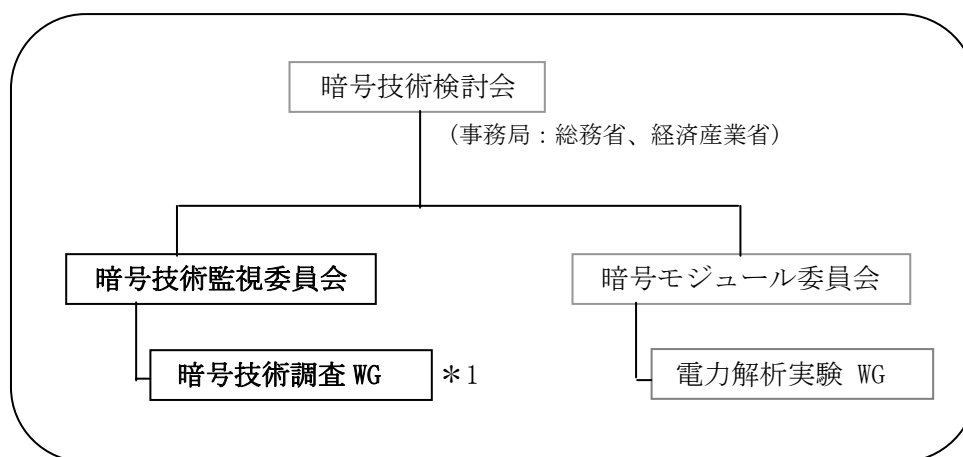 暗号技術検討会
（事務局：総務省、経済産業省）
暗号技術監視委員会
暗号モジュール委員会
暗号技術調査 WG
＊1
電力解析実験 WG